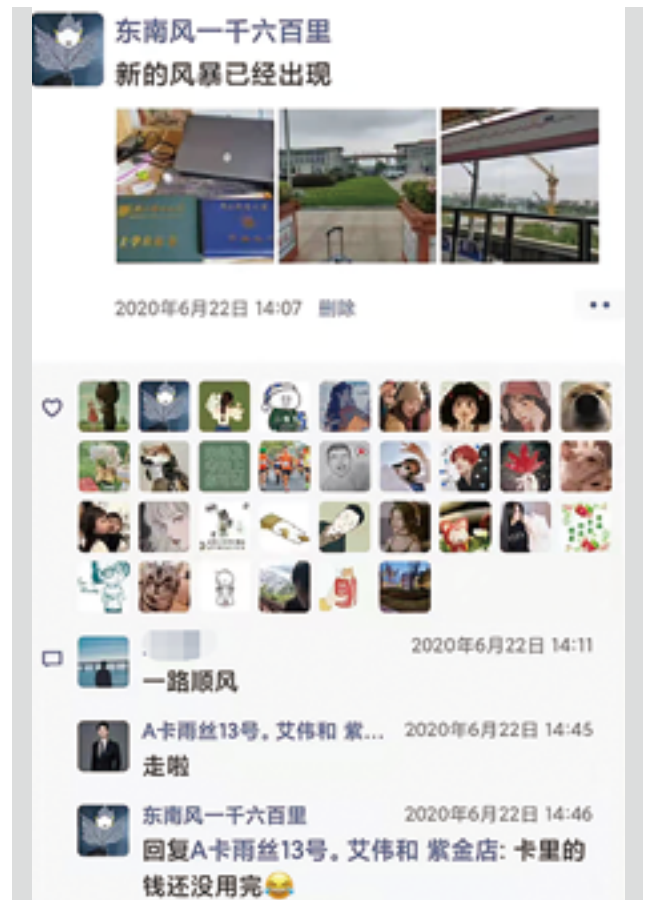 东南风一千六百里
新的风暴已经出现
2020年6月22日 14:07 删除
2020年6月22日 14:11
一路顺风
A卡雨丝13号。艾伟和 紫... 2020年6月22日 14:45
走啦
东南风一千六百里 2020年6月22日 14:46
回复A卡雨丝13号。艾伟和 紫金店: 卡里的
钱还没用完😂